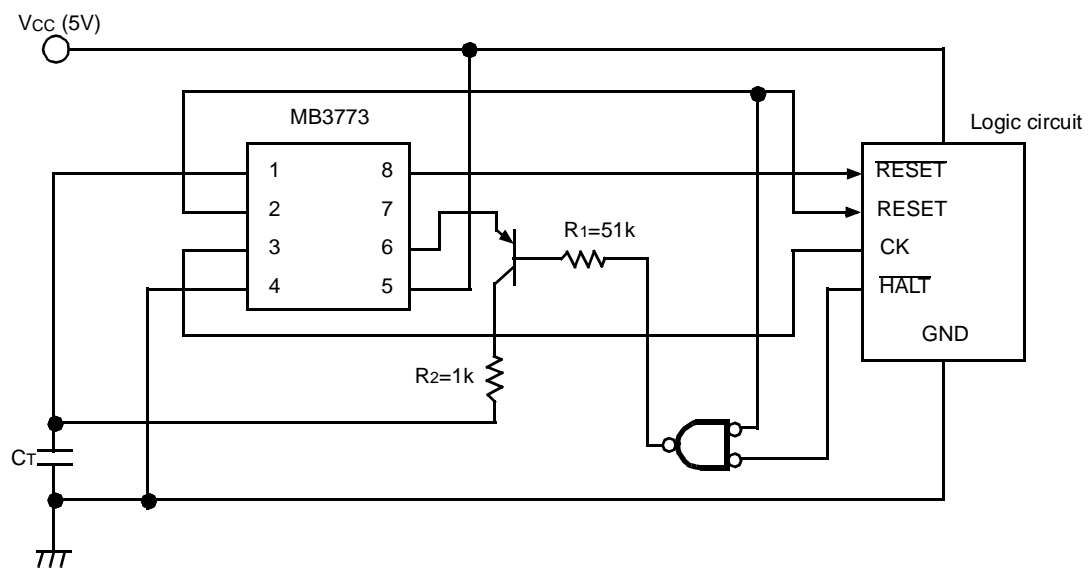 VCC (5V)
MB3773
Logic circuit
1 8
2 7
3 6
4 5
RESET
RESET
CK
HALT
GND
R1=51k
R2=1k
CT